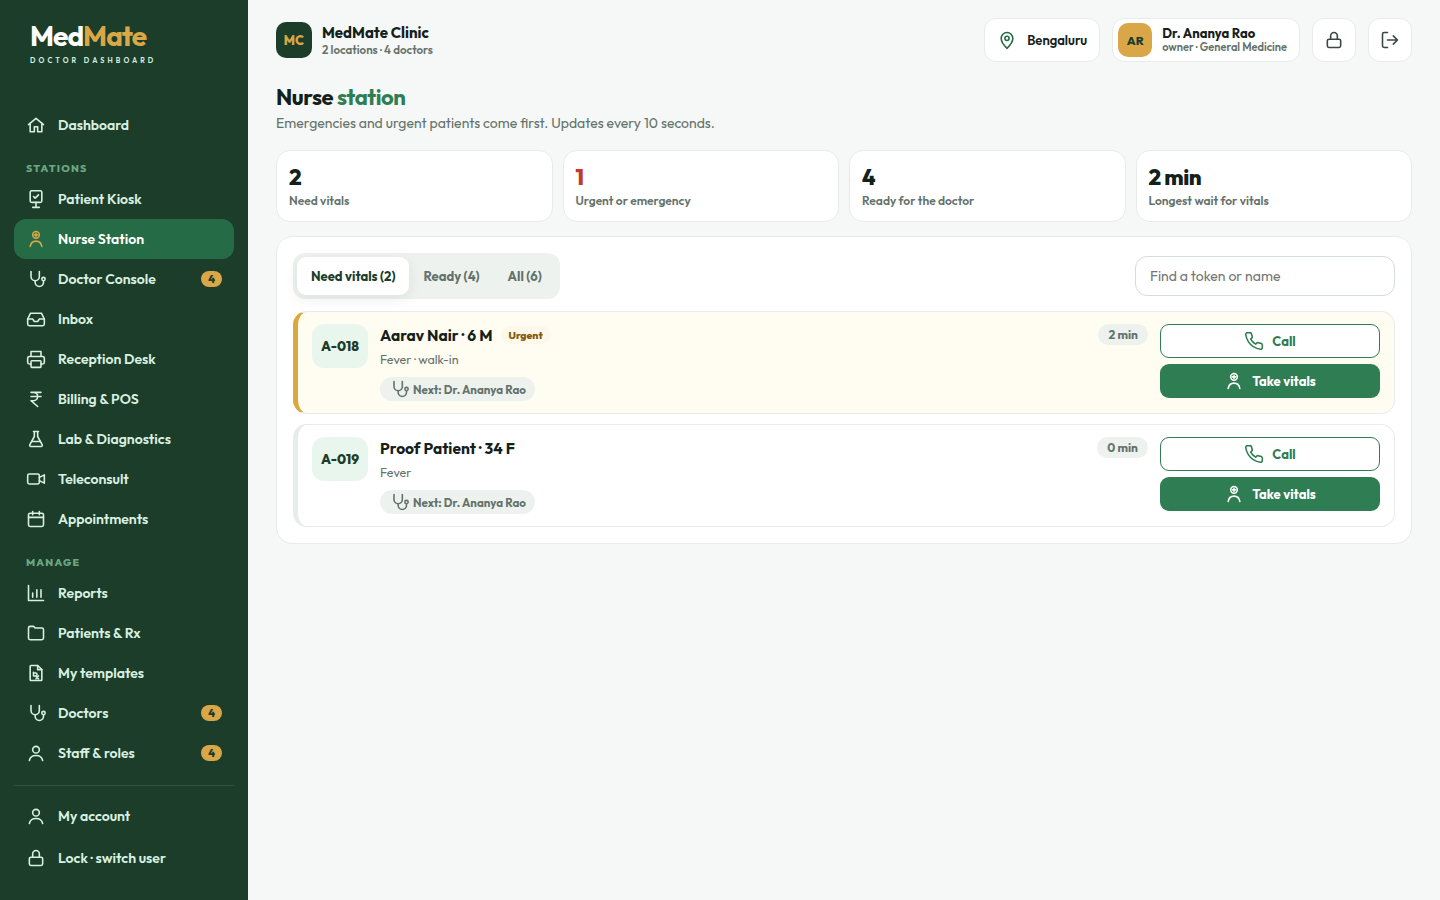 MedMate
DOCTOR DASHBOARD
Dashboard
STATIONS
Patient Kiosk
Nurse Station
Doctor Console 4
Inbox
Reception Desk
Billing & POS
Lab & Diagnostics
Teleconsult
Appointments
MANAGE
Reports
Patients & Rx
My templates
Doctors 4
Staff & roles 4
My account
Lock · switch user
MC
MedMate Clinic
2 locations · 4 doctors
Bengaluru
AR
Dr. Ananya Rao
owner · General Medicine
Nurse station
Emergencies and urgent patients come first. Updates every 10 seconds.
2
Need vitals
1
Urgent or emergency
4
Ready for the doctor
2 min
Longest wait for vitals
Need vitals (2) Ready (4) All (6)
Find a token or name
A-018
Aarav Nair · 6 M Urgent
Fever · walk-in
Next: Dr. Ananya Rao
2 min
Call
Take vitals
A-019
Proof Patient · 34 F
Fever
Next: Dr. Ananya Rao
0 min
Call
Take vitals